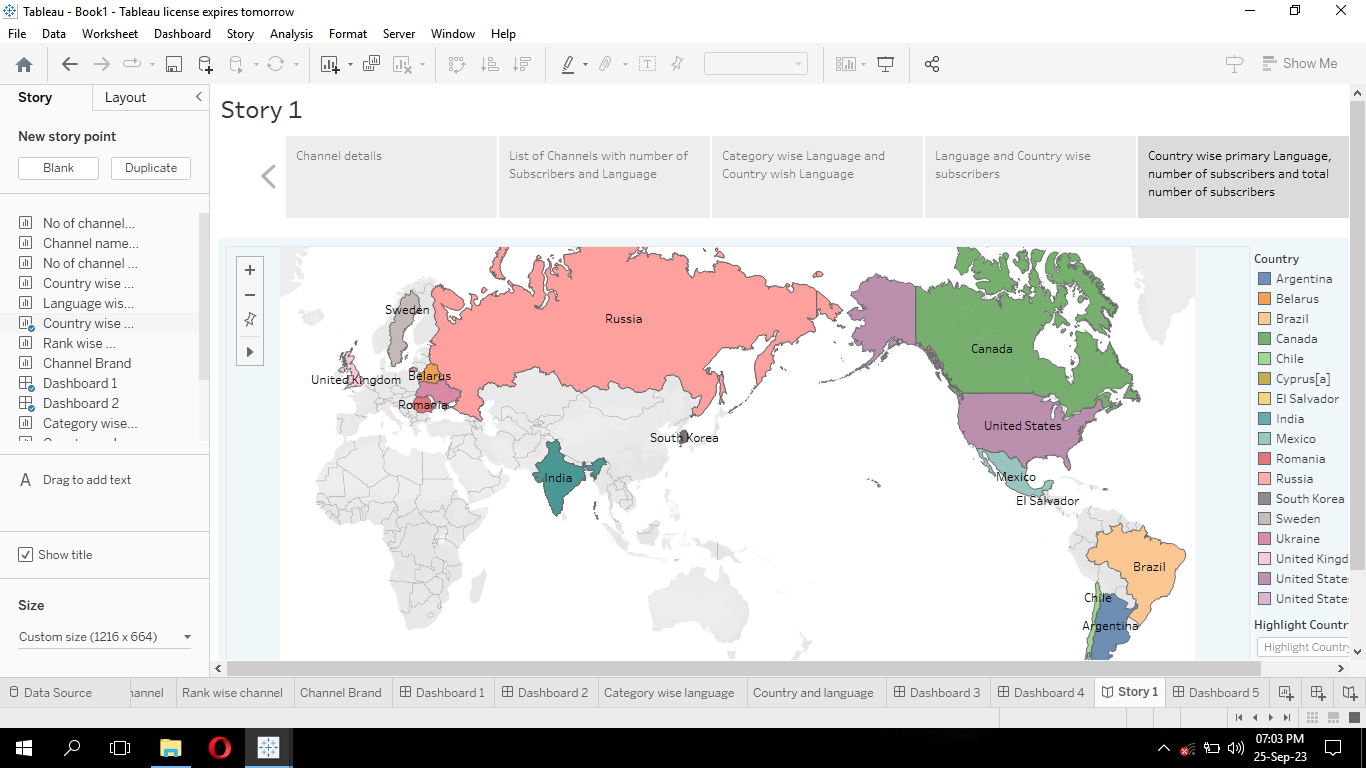 Tableau - Book1 - Tableau license expires tomorrow
File Data Worksheet Dashboard Story Analysis Format Server Window Help
Show Me
Story Layout
New story point
Blank Duplicate
No of channel...
Channel name...
No of channel ...
Country wise ...
Language wis...
Country wise ...
Rank wise ...
Channel Brand
Dashboard 1
Dashboard 2
Category wise...
A Drag to add text
Show title
Size
Custom size (1216 x 664)
Story 1
Channel details
List of Channels with number of
Subscribers and Language
Category wise Language and
Country wish Language
Language and Country wise
subscribers
Country wise primary Language,
number of subscribers and total
number of subscribers
Sweden
Russia
United Kingdom
Belarus
Romania
South Korea
India
Canada
United States
Mexico
El Salvador
Brazil
Chile
Argentina
Country
Argentina
Belarus
Brazil
Canada
Chile
Cyprus[a]
El Salvador
India
Mexico
Romania
Russia
South Korea
Sweden
Ukraine
United Kingd
United State
United State
Highlight Countr
Highlight Country
Data Source hannel Rank wise channel Channel Brand Dashboard 1 Dashboard 2 Category wise language Country and language Dashboard 3 Dashboard 4 Story 1 Dashboard 5
07:03 PM
25-Sep-23